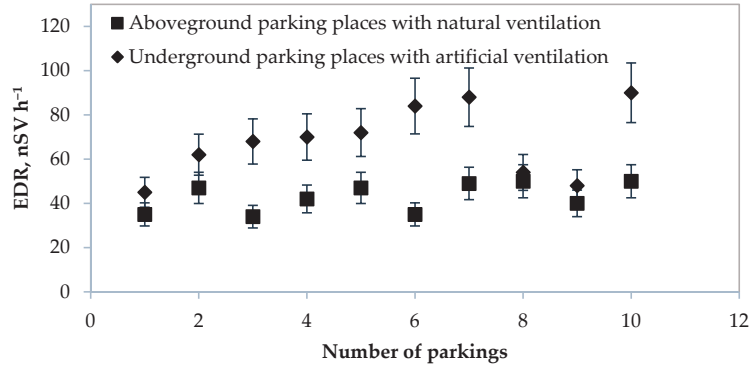 Aboveground parking places with natural ventilation
Underground parking places with artificial ventilation
120
100
80
60
40
20
0
EDR, nSV h⁻¹
0 2 4 6 8 10 12
Number of parkings